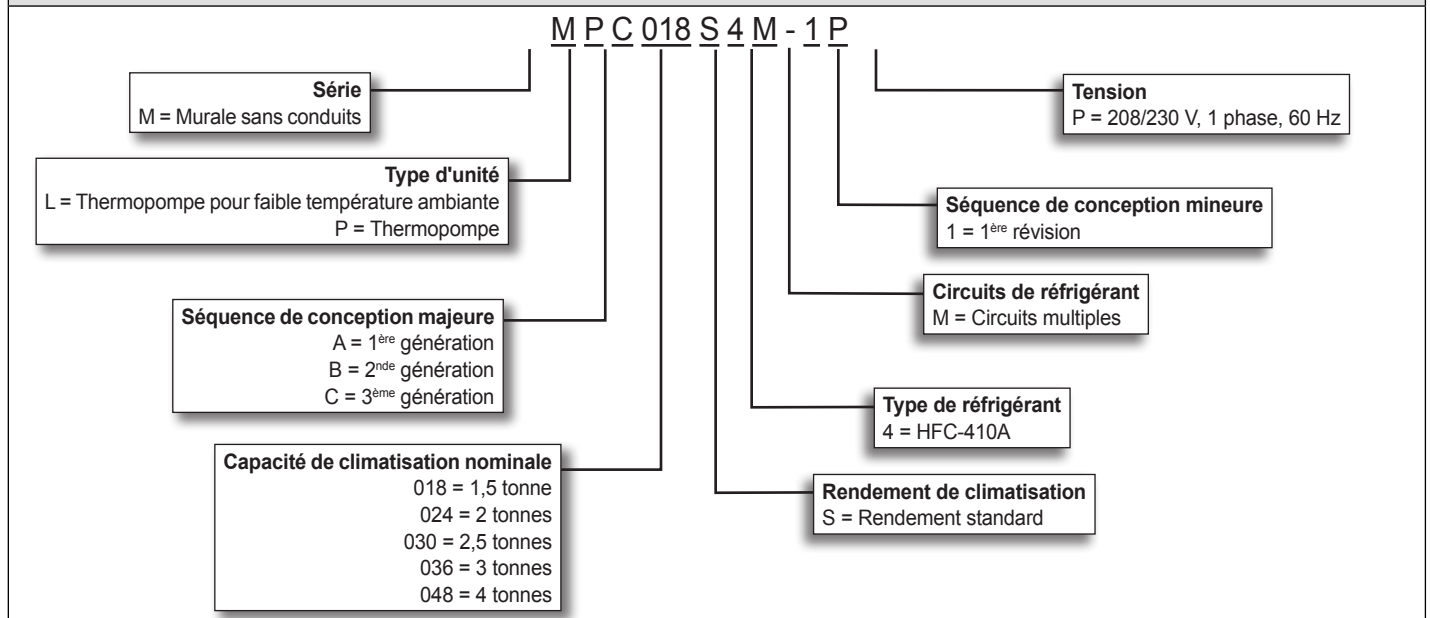 M P C 018 S 4 M - 1 P
Série
M = Murale sans conduits
Type d'unité
L = Thermopompe pour faible température ambiante
P = Thermopompe
Séquence de conception majeure
A = 1ère génération
B = 2nde génération
C = 3ème génération
Capacité de climatisation nominale
018 = 1,5 tonne
024 = 2 tonnes
030 = 2,5 tonnes
036 = 3 tonnes
048 = 4 tonnes
Tension
P = 208/230 V, 1 phase, 60 Hz
Séquence de conception mineure
1 = 1ère révision
Circuits de réfrigérant
M = Circuits multiples
Type de réfrigérant
4 = HFC-410A
Rendement de climatisation
S = Rendement standard